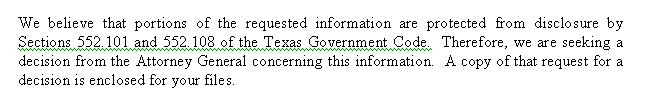 We believe that portions of the requested information are protected from disclosure by
Sections 552.101 and 552.108 of the Texas Government Code.  Therefore, we are seeking a
decision from the Attorney General concerning this information.  A copy of that request for a
decision is enclosed for your files.